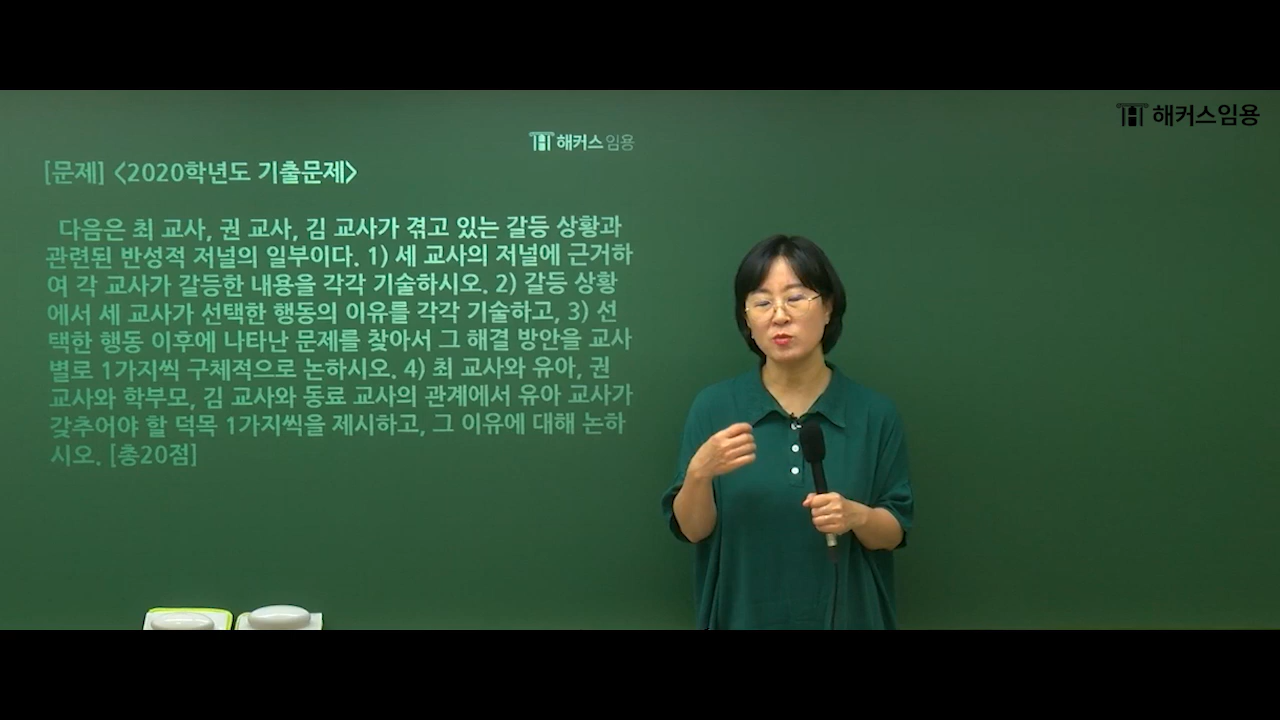 해커스임용
해커스임용
[문제] <2020학년도 기출문제>
다음은 최 교사, 권 교사, 김 교사가 겪고 있는 갈등 상황과
관련된 반성적 저널의 일부이다. 1) 세 교사의 저널에 근거하
여 각 교사가 갈등한 내용을 각각 기술하시오. 2) 갈등 상황
에서 세 교사가 선택한 행동의 이유를 각각 기술하고, 3) 선
택한 행동 이후에 나타난 문제를 찾아서 그 해결 방안을 교사
별로 1가지씩 구체적으로 논하시오. 4) 최 교사와 유아, 권
교사와 학부모, 김 교사와 동료 교사의 관계에서 유아 교사가
갖추어야 할 덕목 1가지씩을 제시하고, 그 이유에 대해 논하
시오. [총20점]